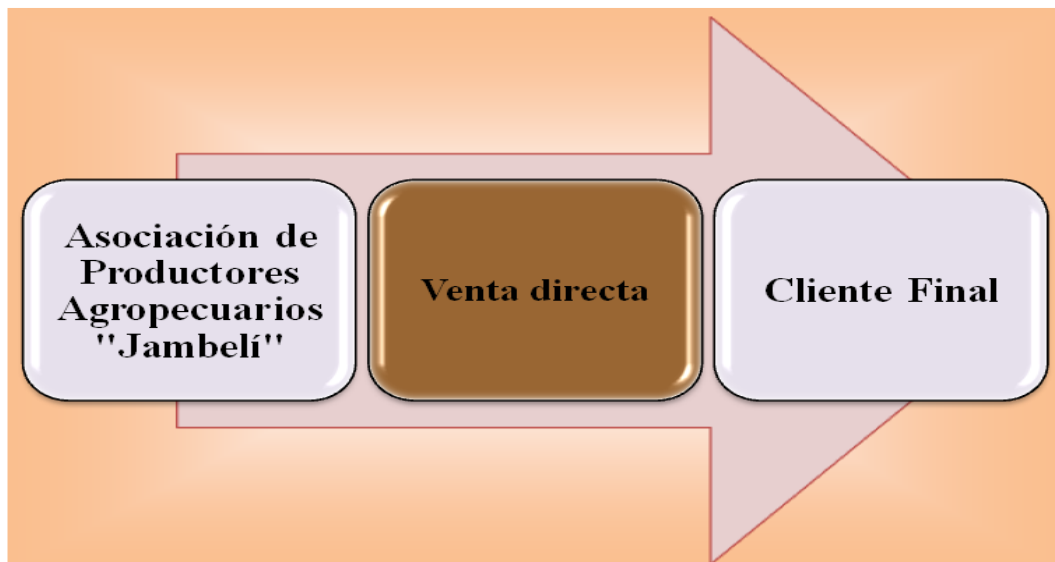 Asociación de
Productores
Agropecuarios
"Jambelí"
Venta directa
Cliente Final